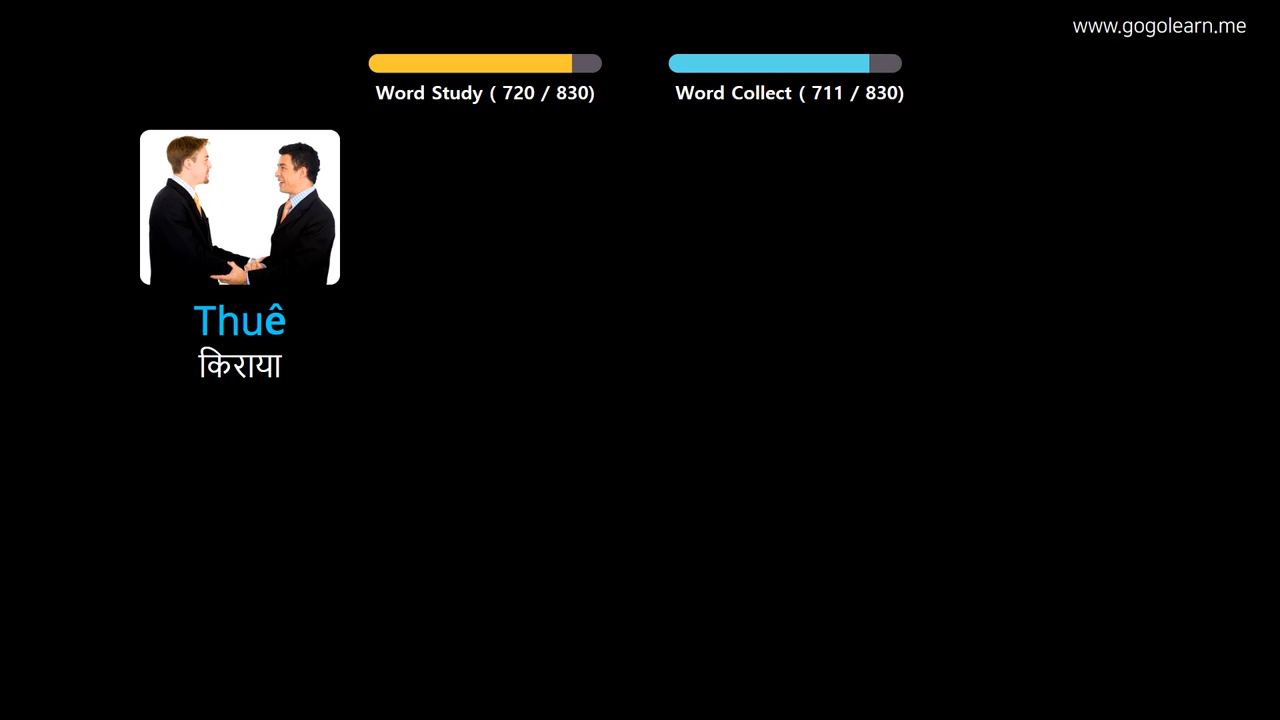 www.gogolearn.me
Word Study ( 720 / 830)
Word Collect ( 711 / 830)
Thuê
किराया